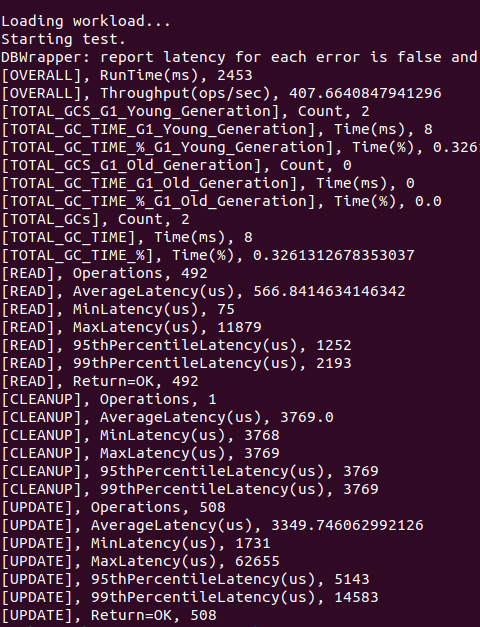 Loading workload...
Starting test.
DBWrapper: report latency for each error is false and
[OVERALL], RunTime(ms), 2453
[OVERALL], Throughput(ops/sec), 407.6640847941296
[TOTAL_GCS_G1_Young_Generation], Count, 2
[TOTAL_GC_TIME_G1_Young_Generation], Time(ms), 8
[TOTAL_GC_TIME_%_G1_Young_Generation], Time(%), 0.3261
[TOTAL_GCS_G1_Old_Generation], Count, 0
[TOTAL_GC_TIME_G1_Old_Generation], Time(ms), 0
[TOTAL_GC_TIME_%_G1_Old_Generation], Time(%), 0.0
[TOTAL_GCs], Count, 2
[TOTAL_GC_TIME], Time(ms), 8
[TOTAL_GC_TIME_%], Time(%), 0.3261312678353037
[READ], Operations, 492
[READ], AverageLatency(us), 566.8414634146342
[READ], MinLatency(us), 75
[READ], MaxLatency(us), 11879
[READ], 95thPercentileLatency(us), 1252
[READ], 99thPercentileLatency(us), 2193
[READ], Return=OK, 492
[CLEANUP], Operations, 1
[CLEANUP], AverageLatency(us), 3769.0
[CLEANUP], MinLatency(us), 3768
[CLEANUP], MaxLatency(us), 3769
[CLEANUP], 95thPercentileLatency(us), 3769
[CLEANUP], 99thPercentileLatency(us), 3769
[UPDATE], Operations, 508
[UPDATE], AverageLatency(us), 3349.746062992126
[UPDATE], MinLatency(us), 1731
[UPDATE], MaxLatency(us), 62655
[UPDATE], 95thPercentileLatency(us), 5143
[UPDATE], 99thPercentileLatency(us), 14583
[UPDATE], Return=OK, 508